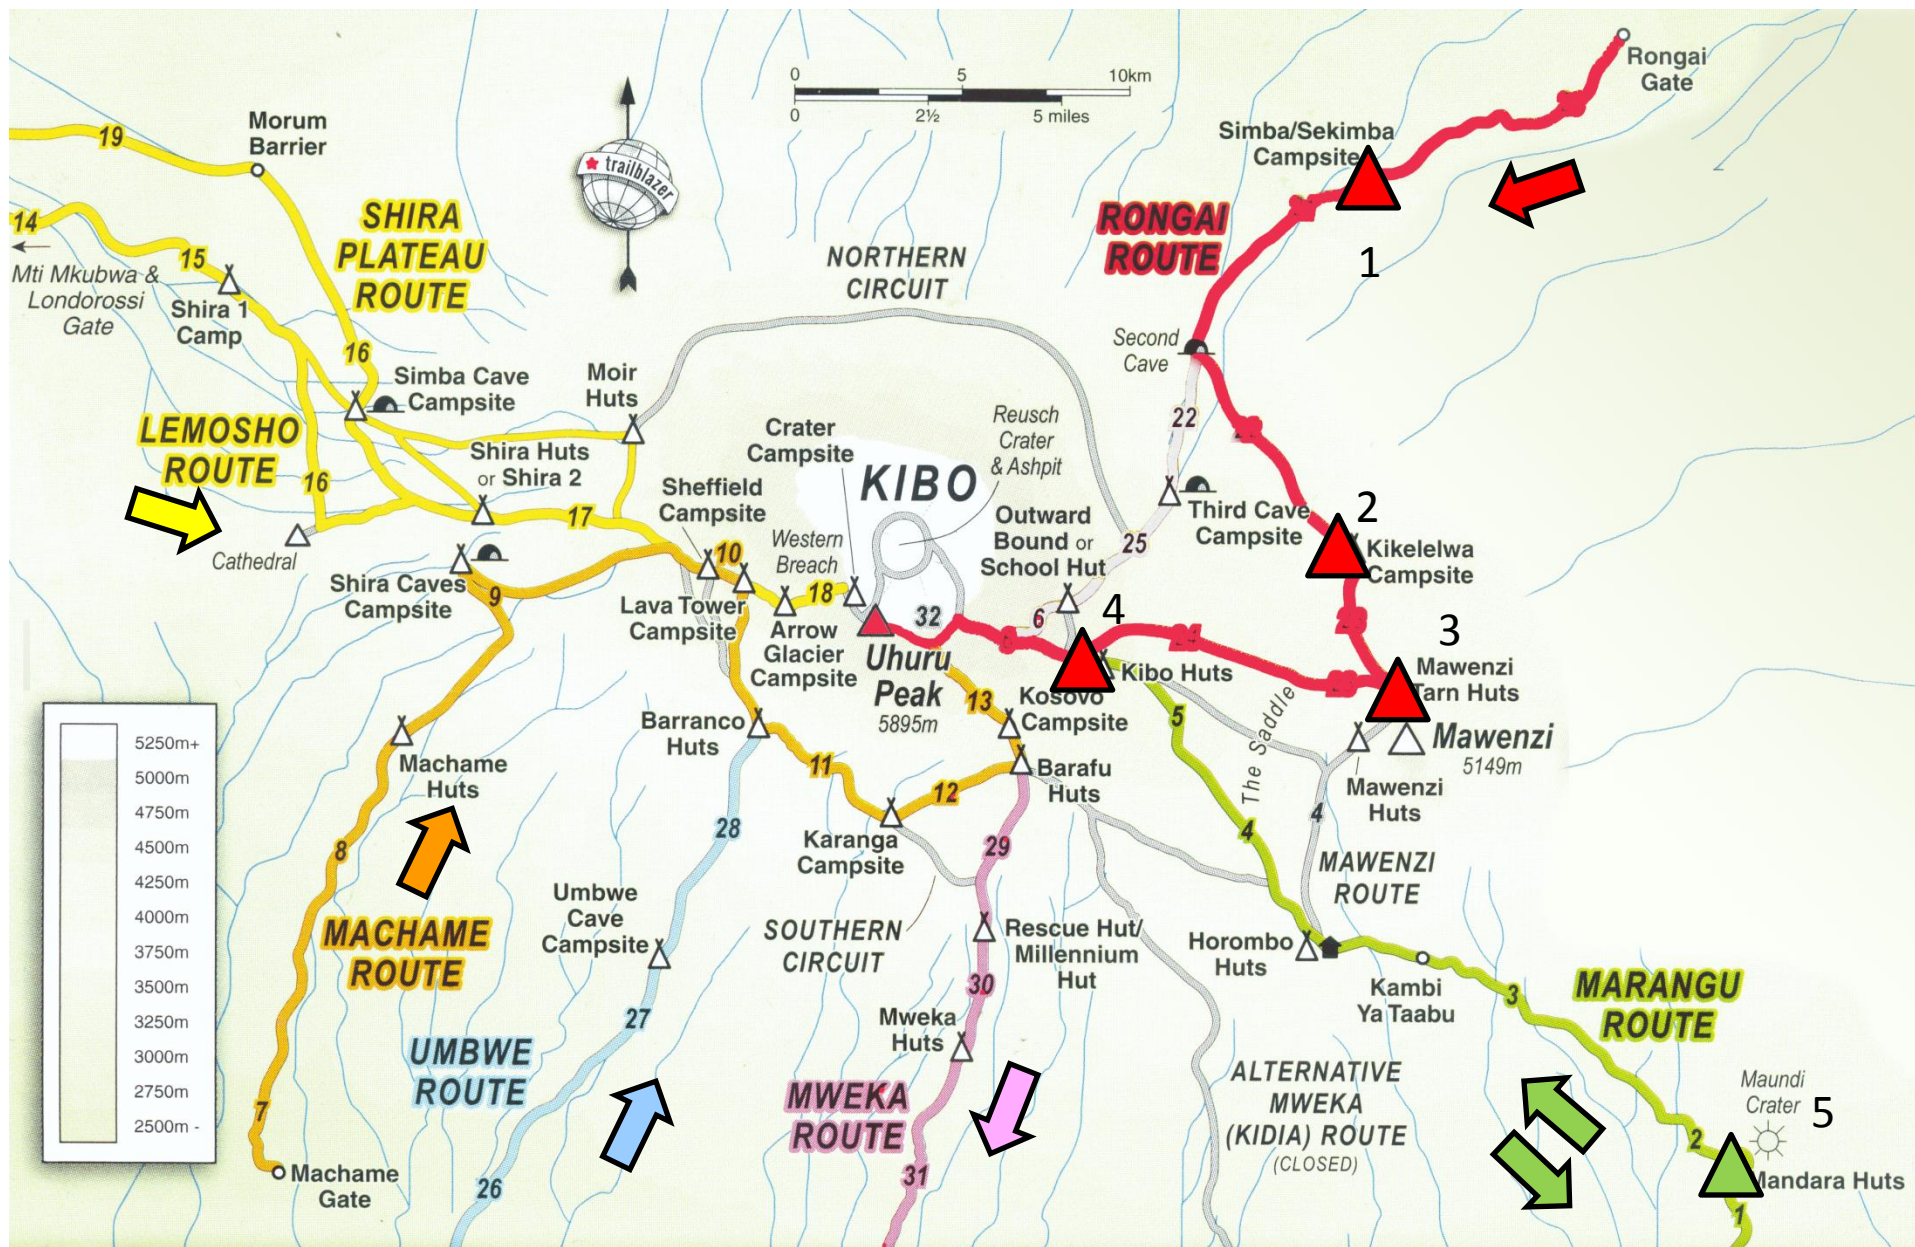 0
5
10km
0
2½
5 miles
trailblazer
Rongai
Gate
Simba/Sekimba
Campsite
1
RONGAI
ROUTE
19
Morum
Barrier
14
15
Mti Mkubwa &
Londorossi
Gate
Shira 1
Camp
SHIRA
PLATEAU
ROUTE
16
NORTHERN
CIRCUIT
Second
Cave
22
Simba Cave
Campsite
Moir
Huts
LEMOSHO
ROUTE
16
Shira Huts
or Shira 2
17
Cathedral
Crater
Campsite
KIBO
Reusch
Crater
& Ashpit
Sheffield
Campsite
Western
Breach
10
Outward
Bound or
School Hut
25
Third Cave
Campsite
2
Kikelelwa
Campsite
Shira Caves
Campsite
9
Lava Tower
Campsite
18
Arrow
Glacier
Campsite
32
6
4
Uhuru
Peak
5895m
Kibo Huts
3
Mawenzi
Tarn Huts
13
Kosovo
Campsite
5
The Saddle
Mawenzi
5149m
Mawenzi
Huts
Barranco
Huts
11
12
Barafu
Huts
4
4
Machame
Huts
8
28
Karanga
Campsite
29
MAWENZI
ROUTE
5250m+
5000m
4750m
4500m
4250m
4000m
3750m
3500m
3250m
3000m
2750m
2500m -
MACHAME
ROUTE
Umbwe
Cave
Campsite
SOUTHERN
CIRCUIT
Rescue Hut/
Millennium
Hut
Horombo
Huts
Kambi
Ya Taabu
3
MARANGU
ROUTE
30
27
Mweka
Huts
UMBWE
ROUTE
MWEKA
ROUTE
ALTERNATIVE
MWEKA
(KIDIA) ROUTE
(CLOSED)
Maundi
Crater
5
2
Mandara Huts
1
7
Machame
Gate
26
31